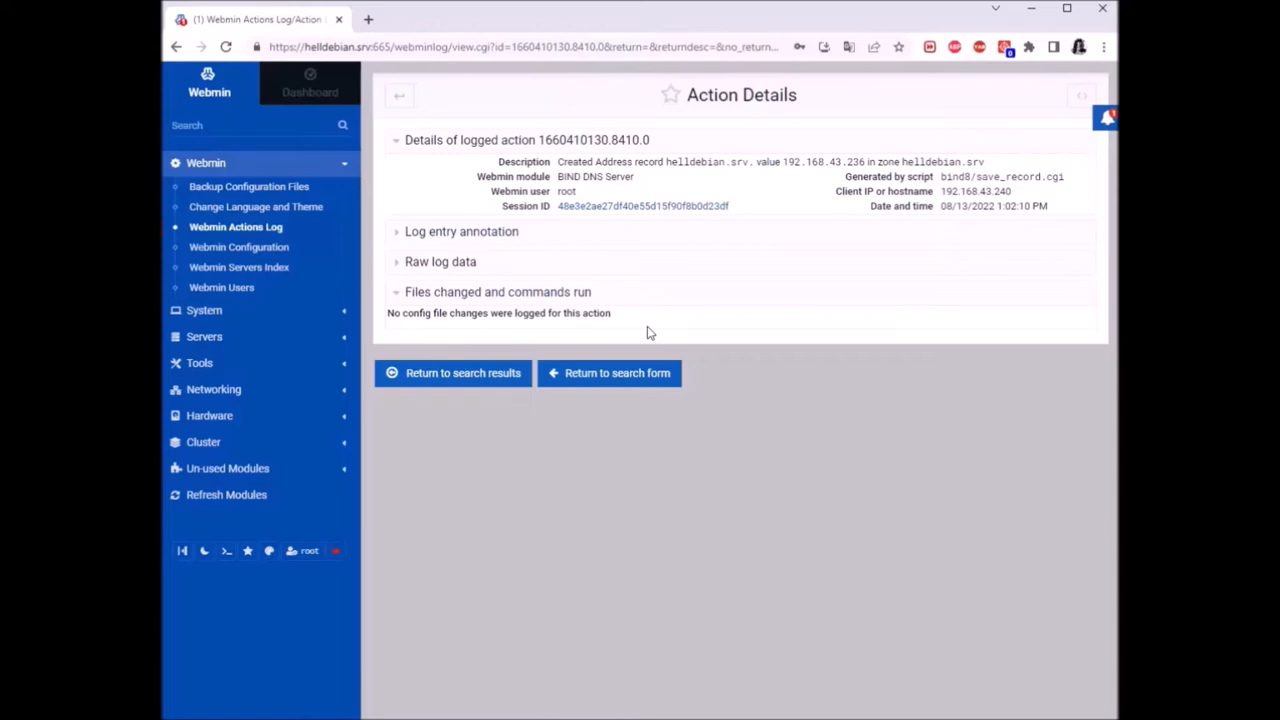 (1) Webmin Actions Log/Action
https://helldebian.srv:665/webminlog/view.cgi?id=1660410130.8410.0&return=&returndesc=&no_return...
ABP
0
Webmin
Dashboard
Search
Webmin
Backup Configuration Files
Change Language and Theme
Webmin Actions Log
Webmin Configuration
Webmin Servers Index
Webmin Users
System
Servers
Tools
Networking
Hardware
Cluster
Un-used Modules
Refresh Modules
root
Action Details
Details of logged action 1660410130.8410.0
Description Created Address record helldebian.srv. value 192.168.43.236 in zone helldebian.srv
Webmin module BIND DNS Server Generated by script bind8/save_record.cgi
Webmin user root Client IP or hostname 192.168.43.240
Session ID 48e3e2ae27df40e55d15f90f8b0d23df Date and time 08/13/2022 1:02:10 PM
Log entry annotation
Raw log data
Files changed and commands run
No config file changes were logged for this action
Return to search results Return to search form